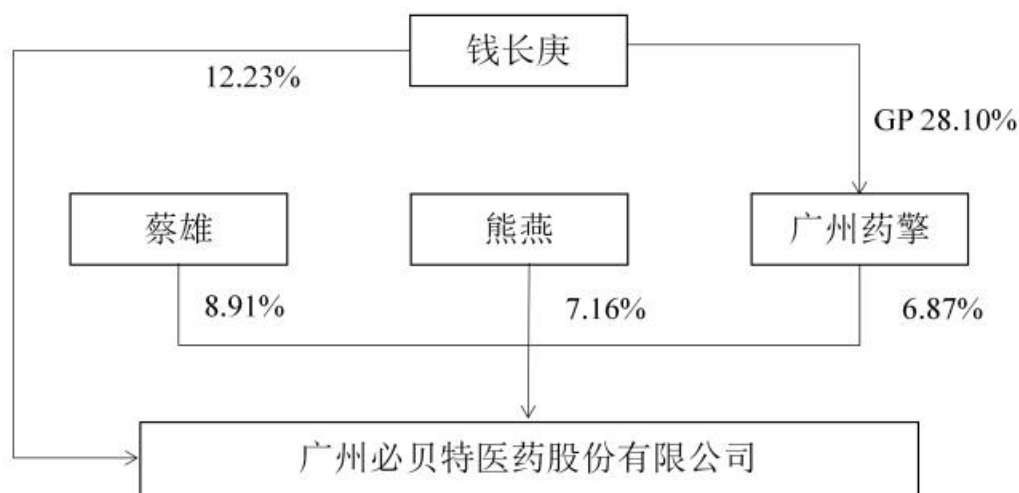 钱长庚
12.23%
GP 28.10%
蔡雄
熊燕
广州药擎
8.91%
7.16%
6.87%
广州必贝特医药股份有限公司